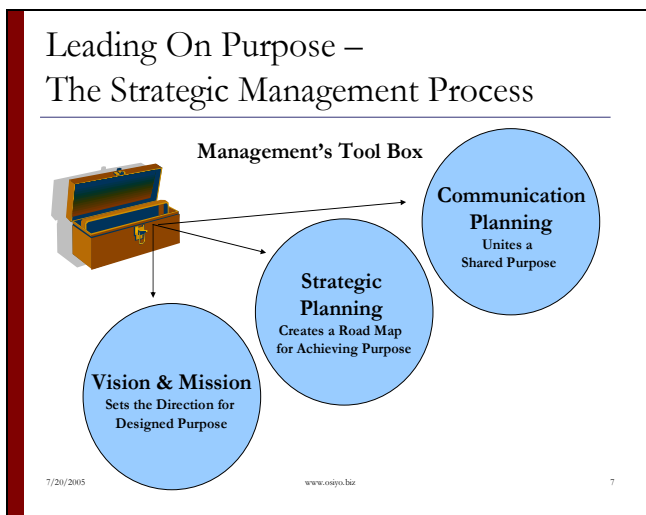 Leading On Purpose –
The Strategic Management Process
Management's Tool Box
Communication
Planning
Unites a
Shared Purpose
Strategic
Planning
Creates a Road Map
for Achieving Purpose
Vision & Mission
Sets the Direction for
Designed Purpose
7/20/2005
www.osiyo.biz
7